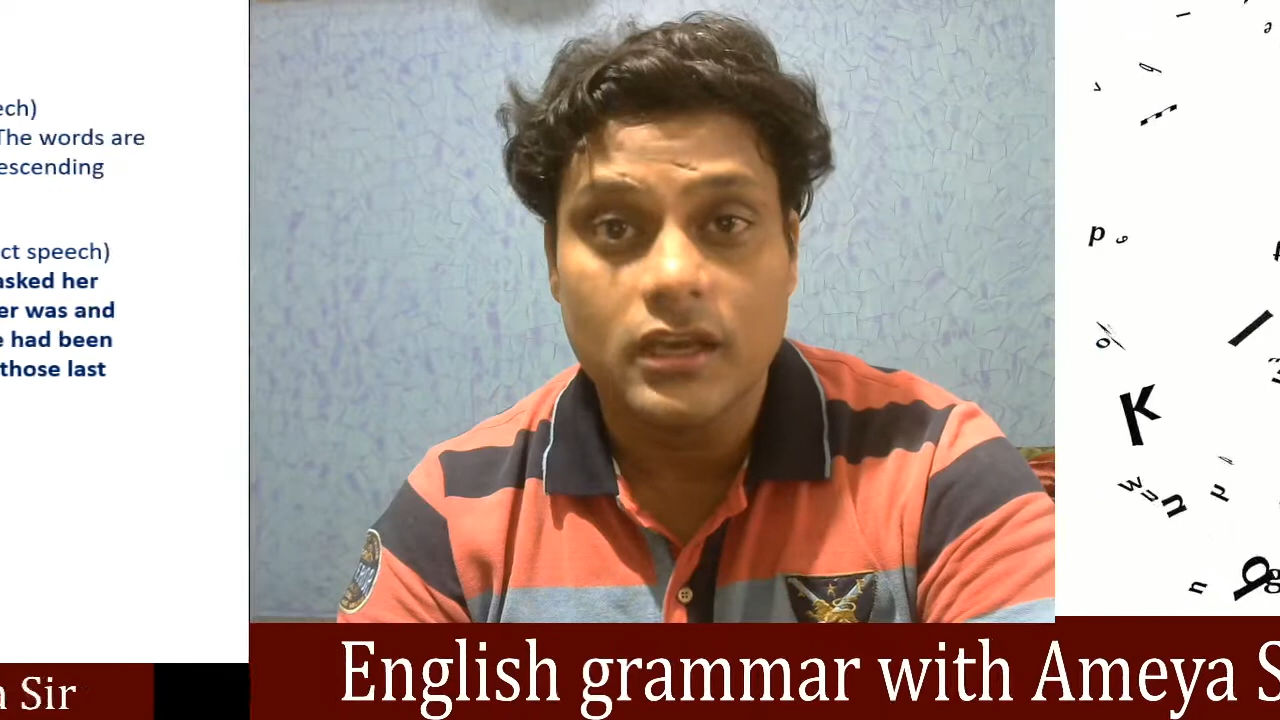 ech)
The words are
escending
ct speech)
asked her
er was and
e had been
those last
a Sir
English grammar with Ameya S
K
p
n